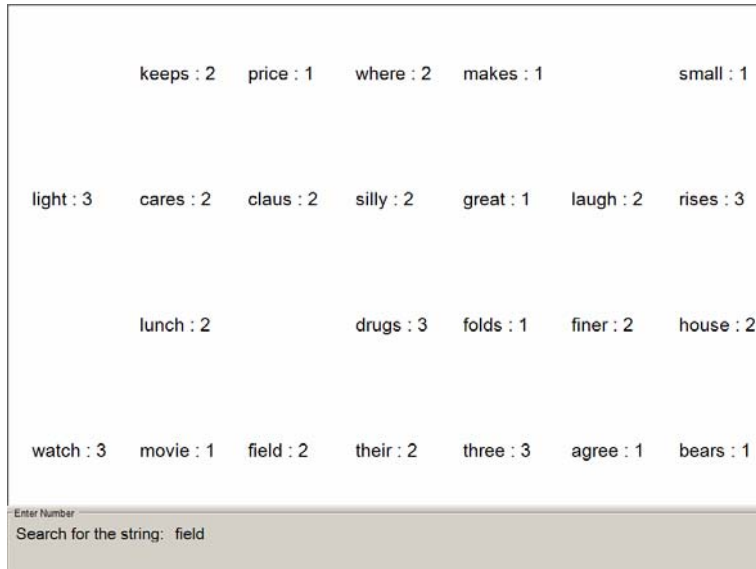 keeps : 2 price : 1 where : 2 makes : 1 small : 1
light : 3 cares : 2 claus : 2 silly : 2 great : 1 laugh : 2 rises : 3
lunch : 2 drugs : 3 folds : 1 finer : 2 house : 2
watch : 3 movie : 1 field : 2 their : 2 three : 3 agree : 1 bears : 1
Enter Number
Search for the string: field